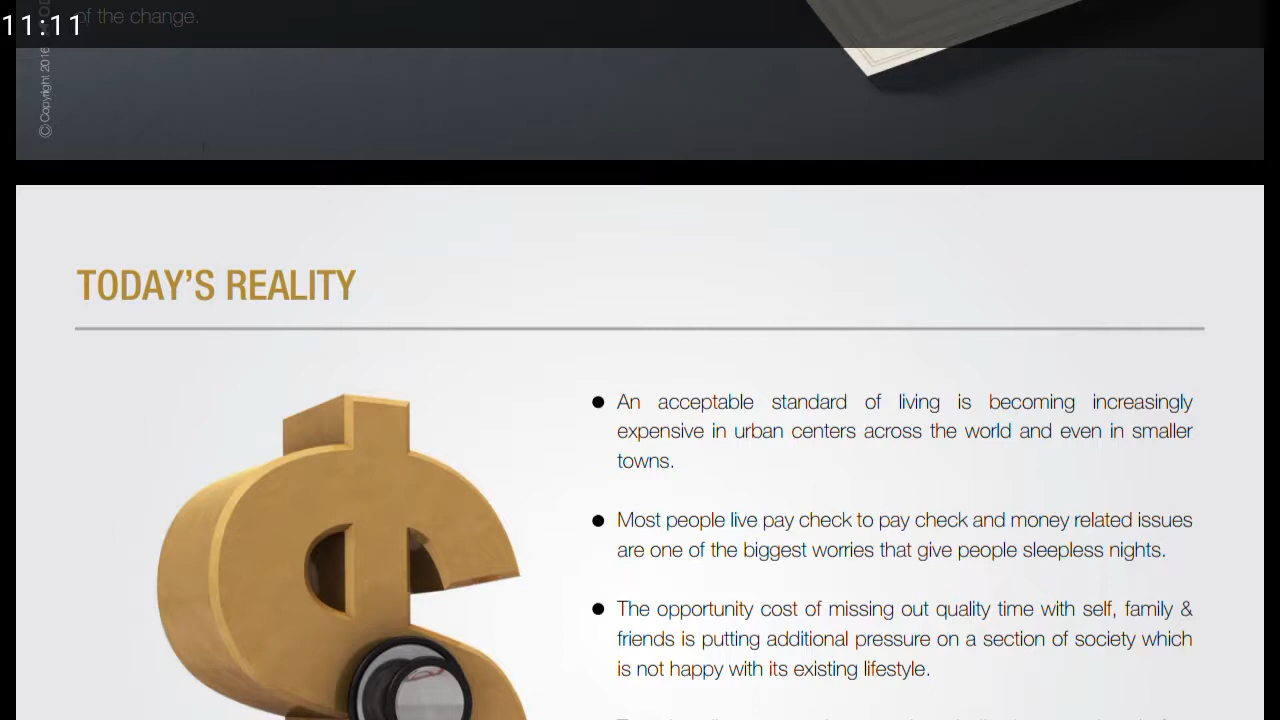 of the change.
11:11
© Copyright 2016
TODAY'S REALITY
● An acceptable standard of living is becoming increasingly
expensive in urban centers across the world and even in smaller
towns.
● Most people live pay check to pay check and money related issues
are one of the biggest worries that give people sleepless nights.
● The opportunity cost of missing out quality time with self, family &
friends is putting additional pressure on a section of society which
is not happy with its existing lifestyle.